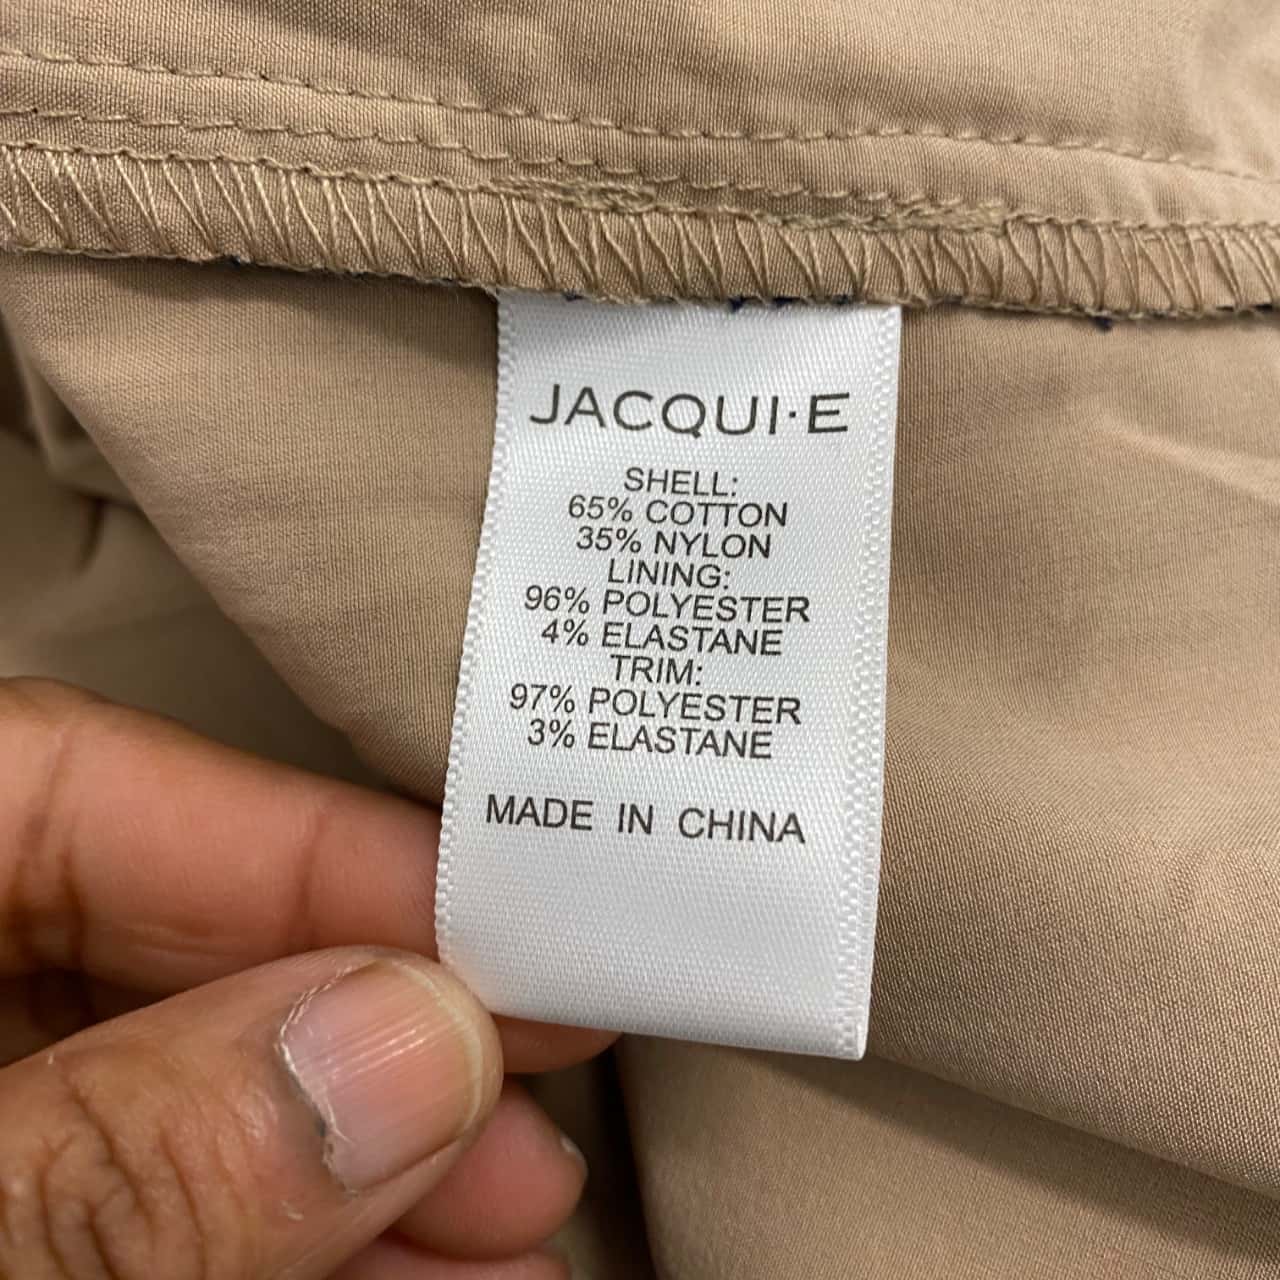 JACQUI·E
SHELL:
65% COTTON
35% NYLON
LINING:
96% POLYESTER
4% ELASTANE
TRIM:
97% POLYESTER
3% ELASTANE
MADE IN CHINA